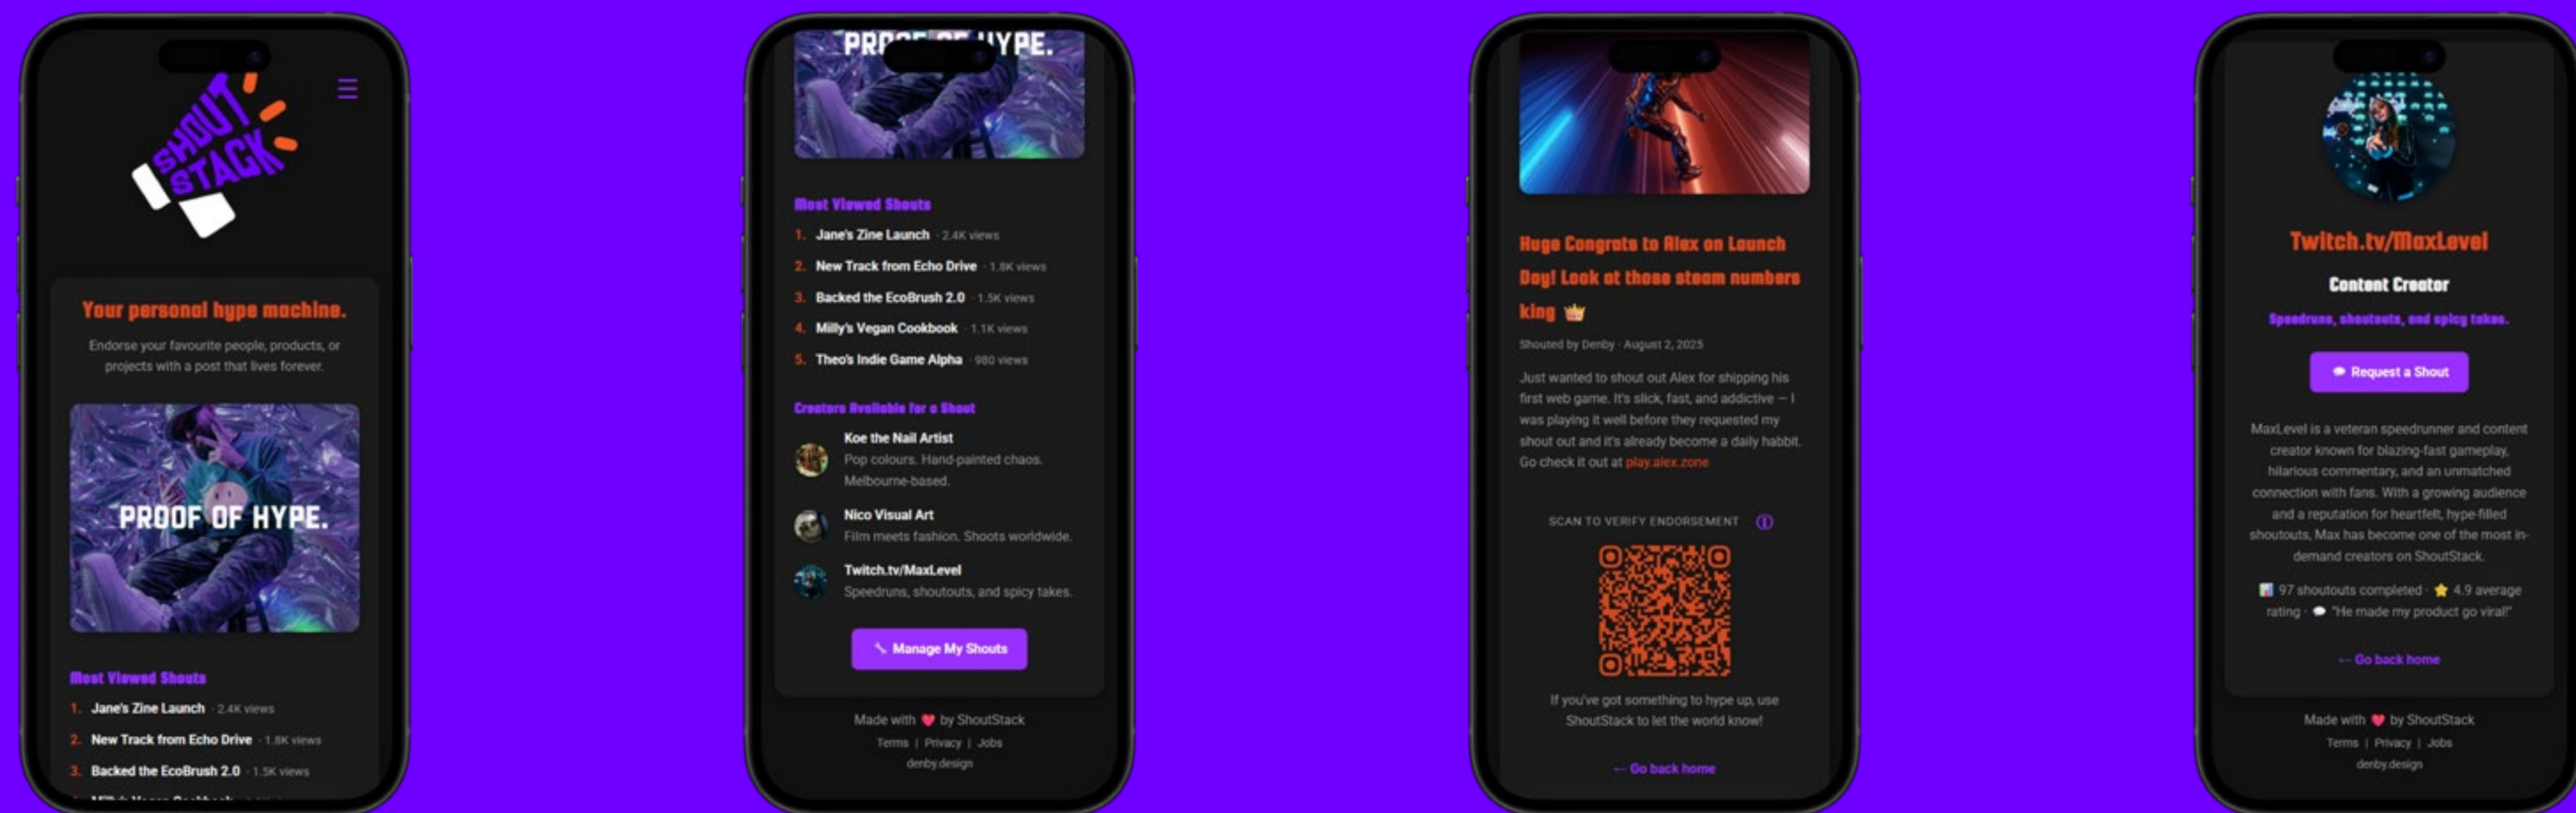 SHOUT
STACK
Your personal hype machine.
Endorse your favourite people, products, or
projects with a post that lives forever.
PROOF OF HYPE.
Most Viewed Shouts
1. Jane's Zine Launch · 2.4K views
2. New Track from Echo Drive · 1.8K views
3. Backed the EcoBrush 2.0 · 1.5K views
PROOF OF HYPE.
Most Viewed Shouts
1. Jane's Zine Launch · 2.4K views
2. New Track from Echo Drive · 1.8K views
3. Backed the EcoBrush 2.0 · 1.5K views
4. Milly's Vegan Cookbook · 1.1K views
5. Theo's Indie Game Alpha · 980 views
Creators Available for a Shout
Koe the Nail Artist
Pop colours. Hand-painted chaos.
Melbourne-based.
Nico Visual Art
Film meets fashion. Shoots worldwide.
Twitch.tv/MaxLevel
Speedruns, shoutouts, and spicy takes.
Manage My Shouts
Made with ❤️ by ShoutStack
Terms | Privacy | Jobs
denby.design
Huge Congrats to Alex on Launch
Day! Look at those steam numbers
king 👑
Shouted by Denby · August 2, 2025
Just wanted to shout out Alex for shipping his
first web game. It's slick, fast, and addictive — I
was playing it well before they requested my
shout out and it's already become a daily habbit.
Go check it out at play.alex.zone
SCAN TO VERIFY ENDORSEMENT
If you've got something to hype up, use
ShoutStack to let the world know!
← Go back home
Twitch.tv/MaxLevel
Content Creator
Speedruns, shoutouts, and spicy takes.
💬 Request a Shout
MaxLevel is a veteran speedrunner and content
creator known for blazing-fast gameplay,
hilarious commentary, and an unmatched
connection with fans. With a growing audience
and a reputation for heartfelt, hype-filled
shoutouts, Max has become one of the most in-
demand creators on ShoutStack.
📊 97 shoutouts completed · ⭐ 4.9 average
rating · 💬 "He made my product go viral!"
← Go back home
Made with ❤️ by ShoutStack
Terms | Privacy | Jobs
denby.design